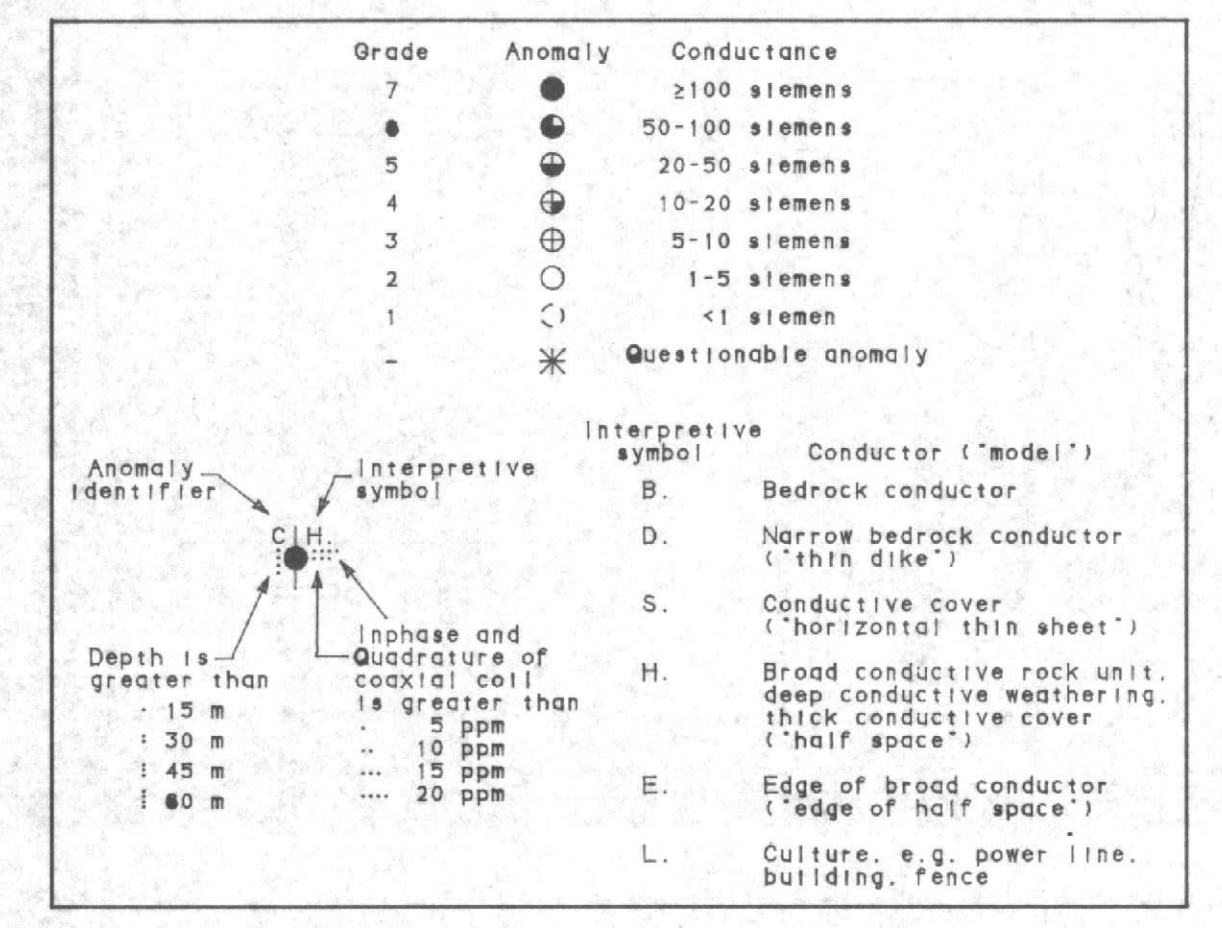 Grade Anomaly Conductance
7 ≥100 siemens
6 50-100 siemens
5 20-50 siemens
4 10-20 siemens
3 5-10 siemens
2 1-5 siemens
1 <1 siemen
- Questionable anomaly
Anomaly
identifier
Interpretive
symbol
C H.
Depth is
greater than
· 15 m
: 30 m
⋮ 45 m
⁞ 60 m
Inphase and
Quadrature of
coaxial coil
is greater than
. 5 ppm
.. 10 ppm
... 15 ppm
.... 20 ppm
Interpretive
symbol Conductor ("model")
B. Bedrock conductor
D. Narrow bedrock conductor
("thin dike")
S. Conductive cover
("horizontal thin sheet")
H. Broad conductive rock unit,
deep conductive weathering,
thick conductive cover
("half space")
E. Edge of broad conductor
("edge of half space")
L. Culture, e.g. power line,
building, fence